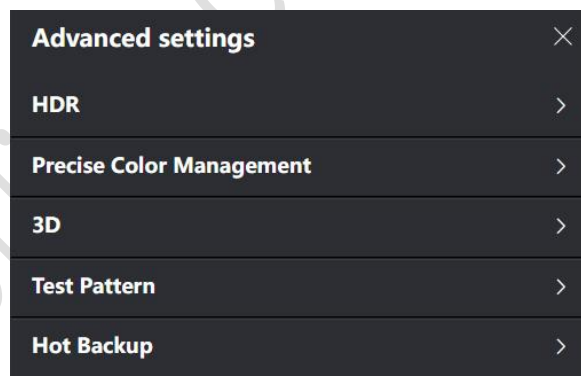 Advanced settings
HDR
Precise Color Management
3D
Test Pattern
Hot Backup